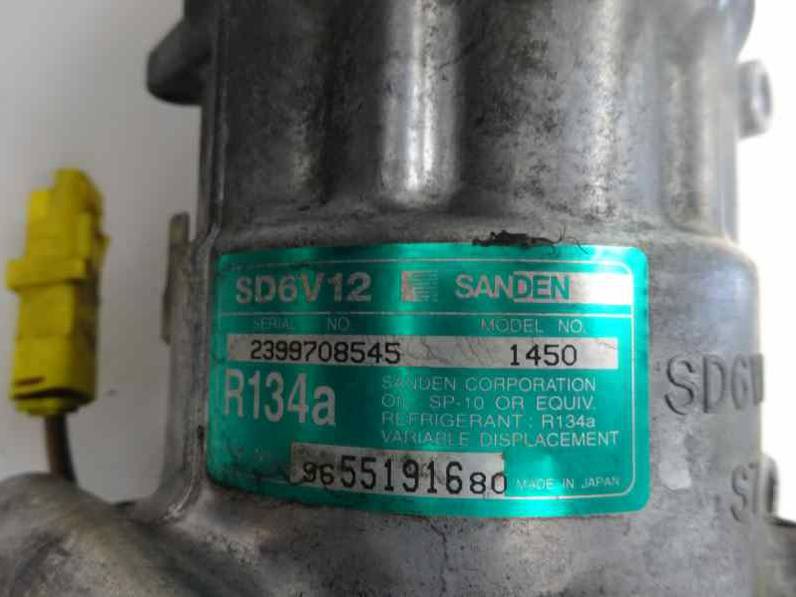 SD6V12 SANDEN
SERIAL NO. MODEL NO.
2399708545 1450
R134a
SANDEN CORPORATION
OIL SP-10 OR EQUIV.
REFRIGERANT : R134a
VARIABLE DISPLACEMENT
9655191680 MADE IN JAPAN
SD6V